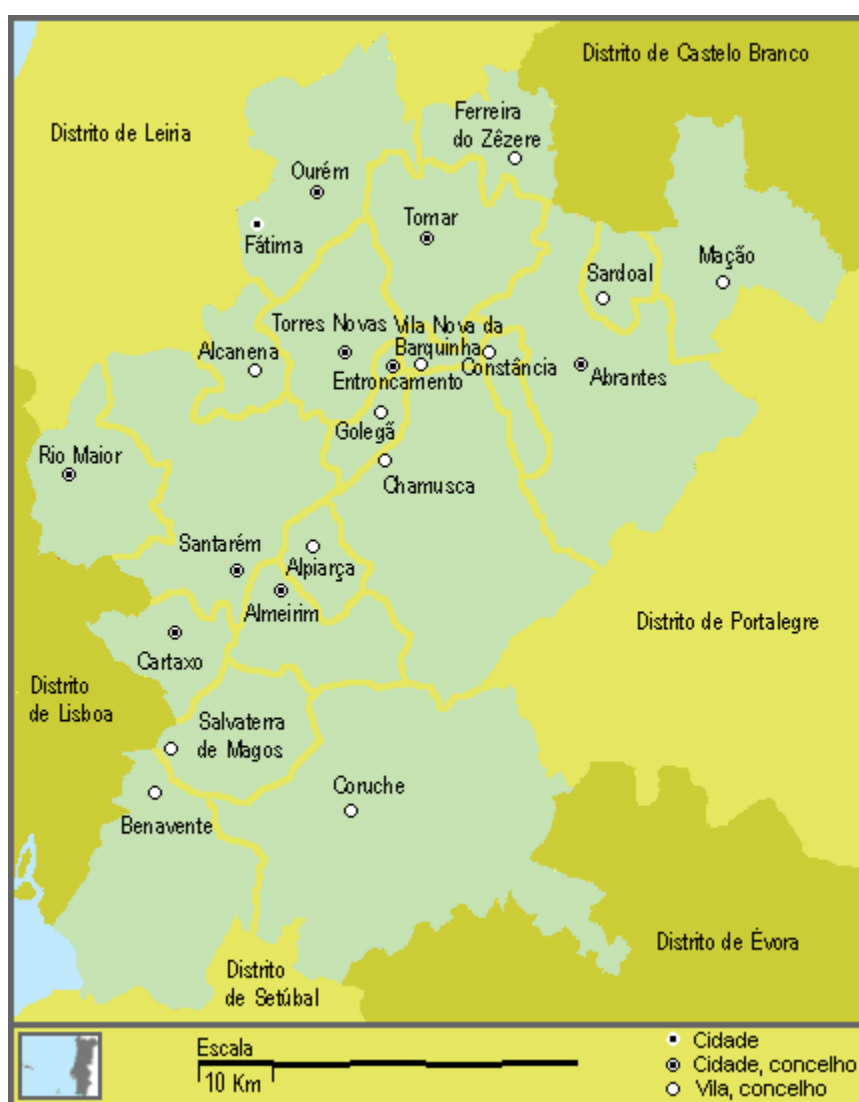 Distrito de Castelo Branco
Ferreira
do Zêzere
Distrito de Leiria
Ourém
Tomar
Fátima
Mação
Sardoal
Torres Novas
Vila Nova da
Barquinha
Alcanena
Constância
Entroncamento
Abrantes
Golegã
Rio Maior
Chamusca
Santarém
Alpiarça
Almeirim
Distrito de Portalegre
Cartaxo
Distrito
de Lisboa
Salvaterra
de Magos
Coruche
Benavente
Distrito de Évora
Distrito
de Setúbal
Escala
10 Km
Cidade
Cidade, concelho
Vila, concelho